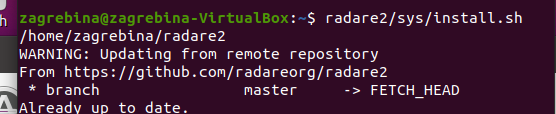 zagrebina@zagrebina-VirtualBox:~$ radare2/sys/install.sh
/home/zagrebina/radare2
WARNING: Updating from remote repository
From https://github.com/radareorg/radare2
 * branch            master     -> FETCH_HEAD
Already up to date.